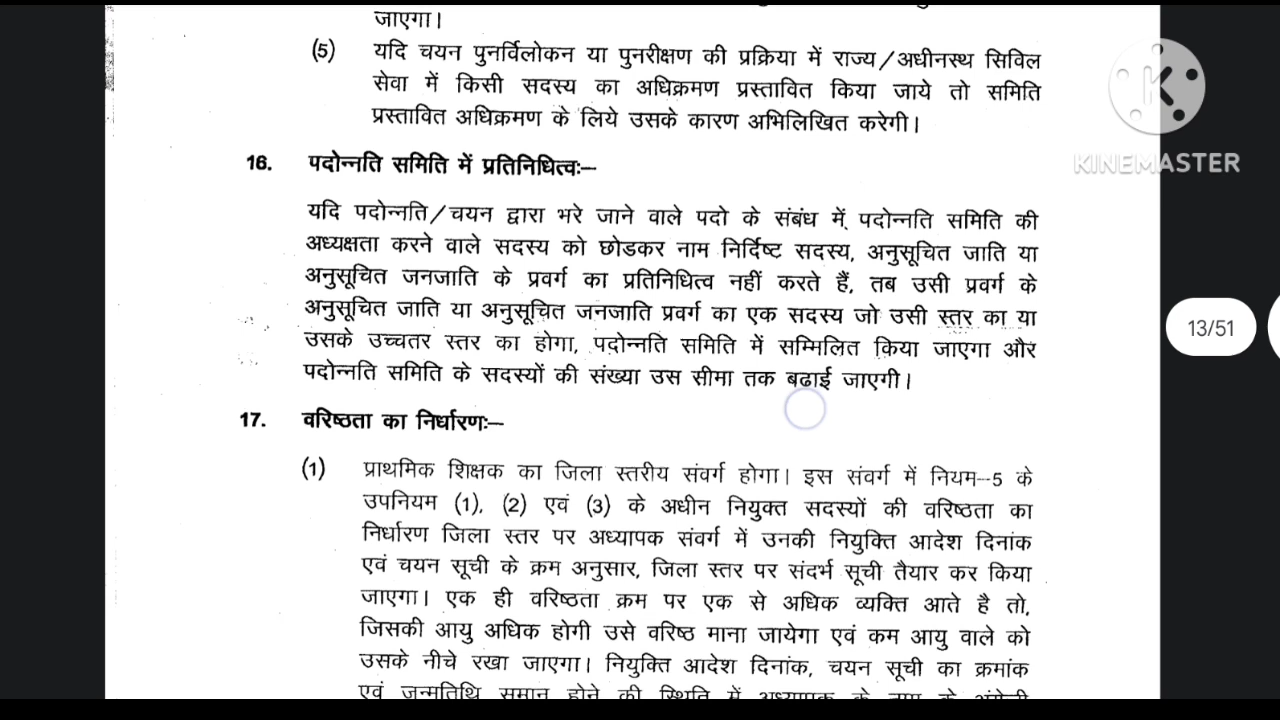 जाएगा।
(5) यदि चयन पुनर्विलोकन या पुनरीक्षण की प्रक्रिया में राज्य/अधीनस्थ सिविल
सेवा में किसी सदस्य का अधिक्रमण प्रस्तावित किया जाये तो समिति
प्रस्तावित अधिक्रमण के लिये उसके कारण अभिलिखित करेगी।
KINEMASTER
16. पदोन्नति समिति में प्रतिनिधित्वः–
यदि पदोन्नति/चयन द्वारा भरे जाने वाले पदो के संबंध में पदोन्नति समिति की
अध्यक्षता करने वाले सदस्य को छोडकर नाम निर्दिष्ट सदस्य, अनुसूचित जाति या
अनुसूचित जनजाति के प्रवर्ग का प्रतिनिधित्व नहीं करते हैं, तब उसी प्रवर्ग के
अनुसूचित जाति या अनुसूचित जनजाति प्रवर्ग का एक सदस्य जो उसी स्तर का या
उसके उच्चतर स्तर का होगा, पदोन्नति समिति में सम्मिलित किया जाएगा और
पदोन्नति समिति के सदस्यों की संख्या उस सीमा तक बढाई जाएगी।
13/51
17. वरिष्ठता का निर्धारणः–
(1) प्राथमिक शिक्षक का जिला स्तरीय संवर्ग होगा। इस संवर्ग में नियम–5 के
उपनियम (1), (2) एवं (3) के अधीन नियुक्त सदस्यों की वरिष्ठता का
निर्धारण जिला स्तर पर अध्यापक संवर्ग में उनकी नियुक्ति आदेश दिनांक
एवं चयन सूची के क्रम अनुसार, जिला स्तर पर संदर्भ सूची तैयार कर किया
जाएगा। एक ही वरिष्ठता क्रम पर एक से अधिक व्यक्ति आते है तो,
जिसकी आयु अधिक होगी उसे वरिष्ठ माना जायेगा एवं कम आयु वाले को
उसके नीचे रखा जाएगा। नियुक्ति आदेश दिनांक, चयन सूची का क्रमांक
एवं जन्मतिथि समान होने की स्थिति में अध्यापक के नाम के अंग्रेजी